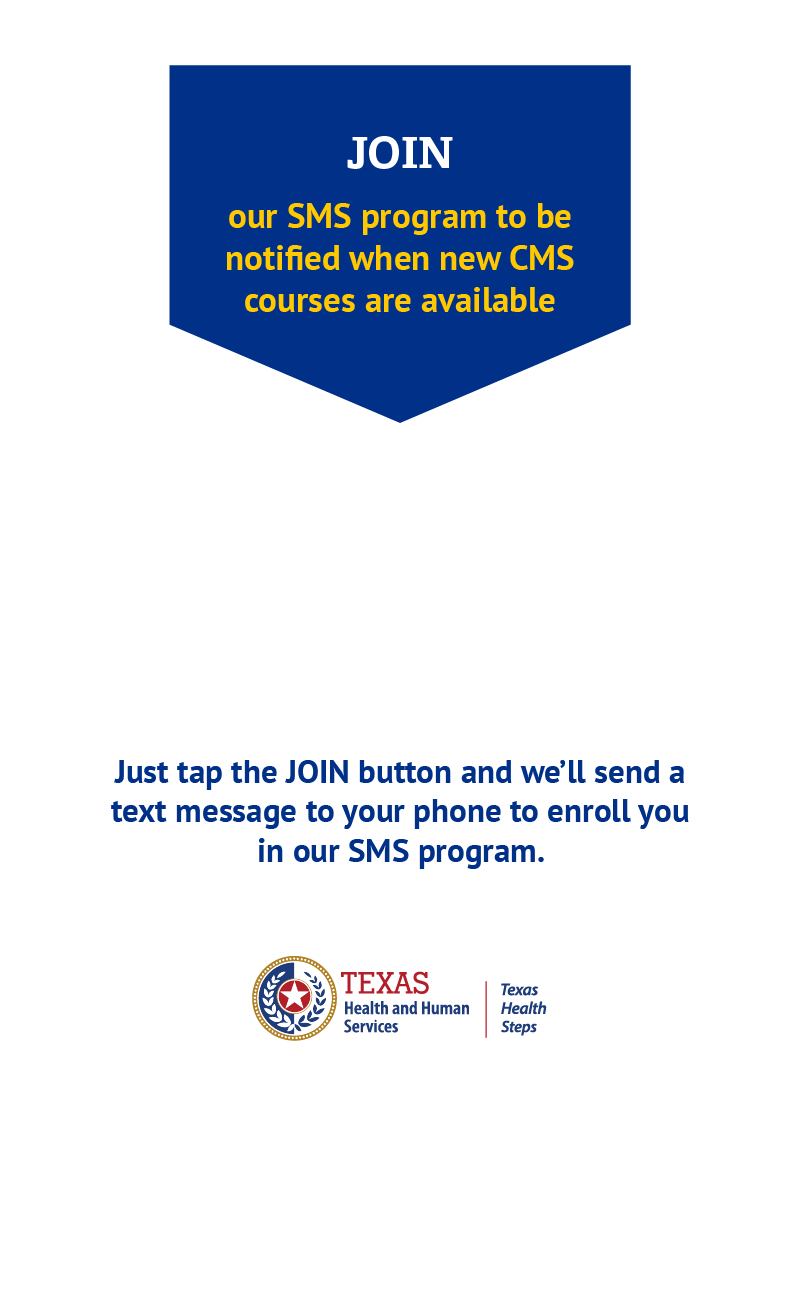 JOIN
our SMS program to be
notified when new CMS
courses are available
Just tap the JOIN button and we’ll send a
text message to your phone to enroll you
in our SMS program.
TEXAS
Health and Human
Services
Texas
Health
Steps